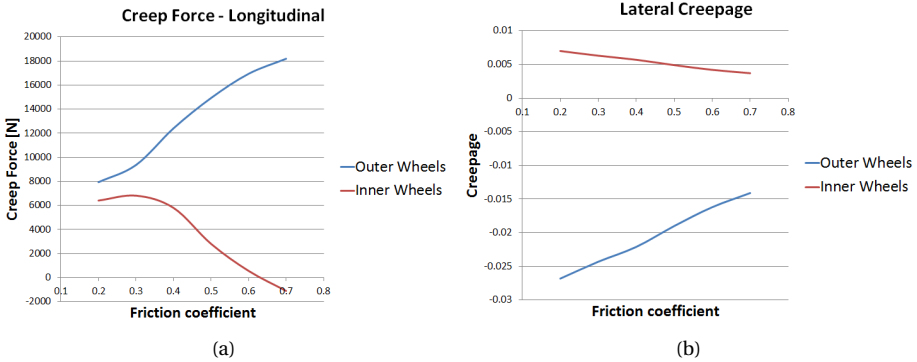 Creep Force - Longitudinal
20000
18000
16000
14000
12000
10000
8000
6000
4000
2000
0
-2000
Creep Force [N]
0.1 0.2 0.3 0.4 0.5 0.6 0.7 0.8
Friction coefficient
Outer Wheels
Inner Wheels
(a)
Lateral Creepage
0.01
0.005
0
-0.005
-0.01
-0.015
-0.02
-0.025
-0.03
Creepage
0.1 0.2 0.3 0.4 0.5 0.6 0.7 0.8
Friction coefficient
Outer Wheels
Inner Wheels
(b)